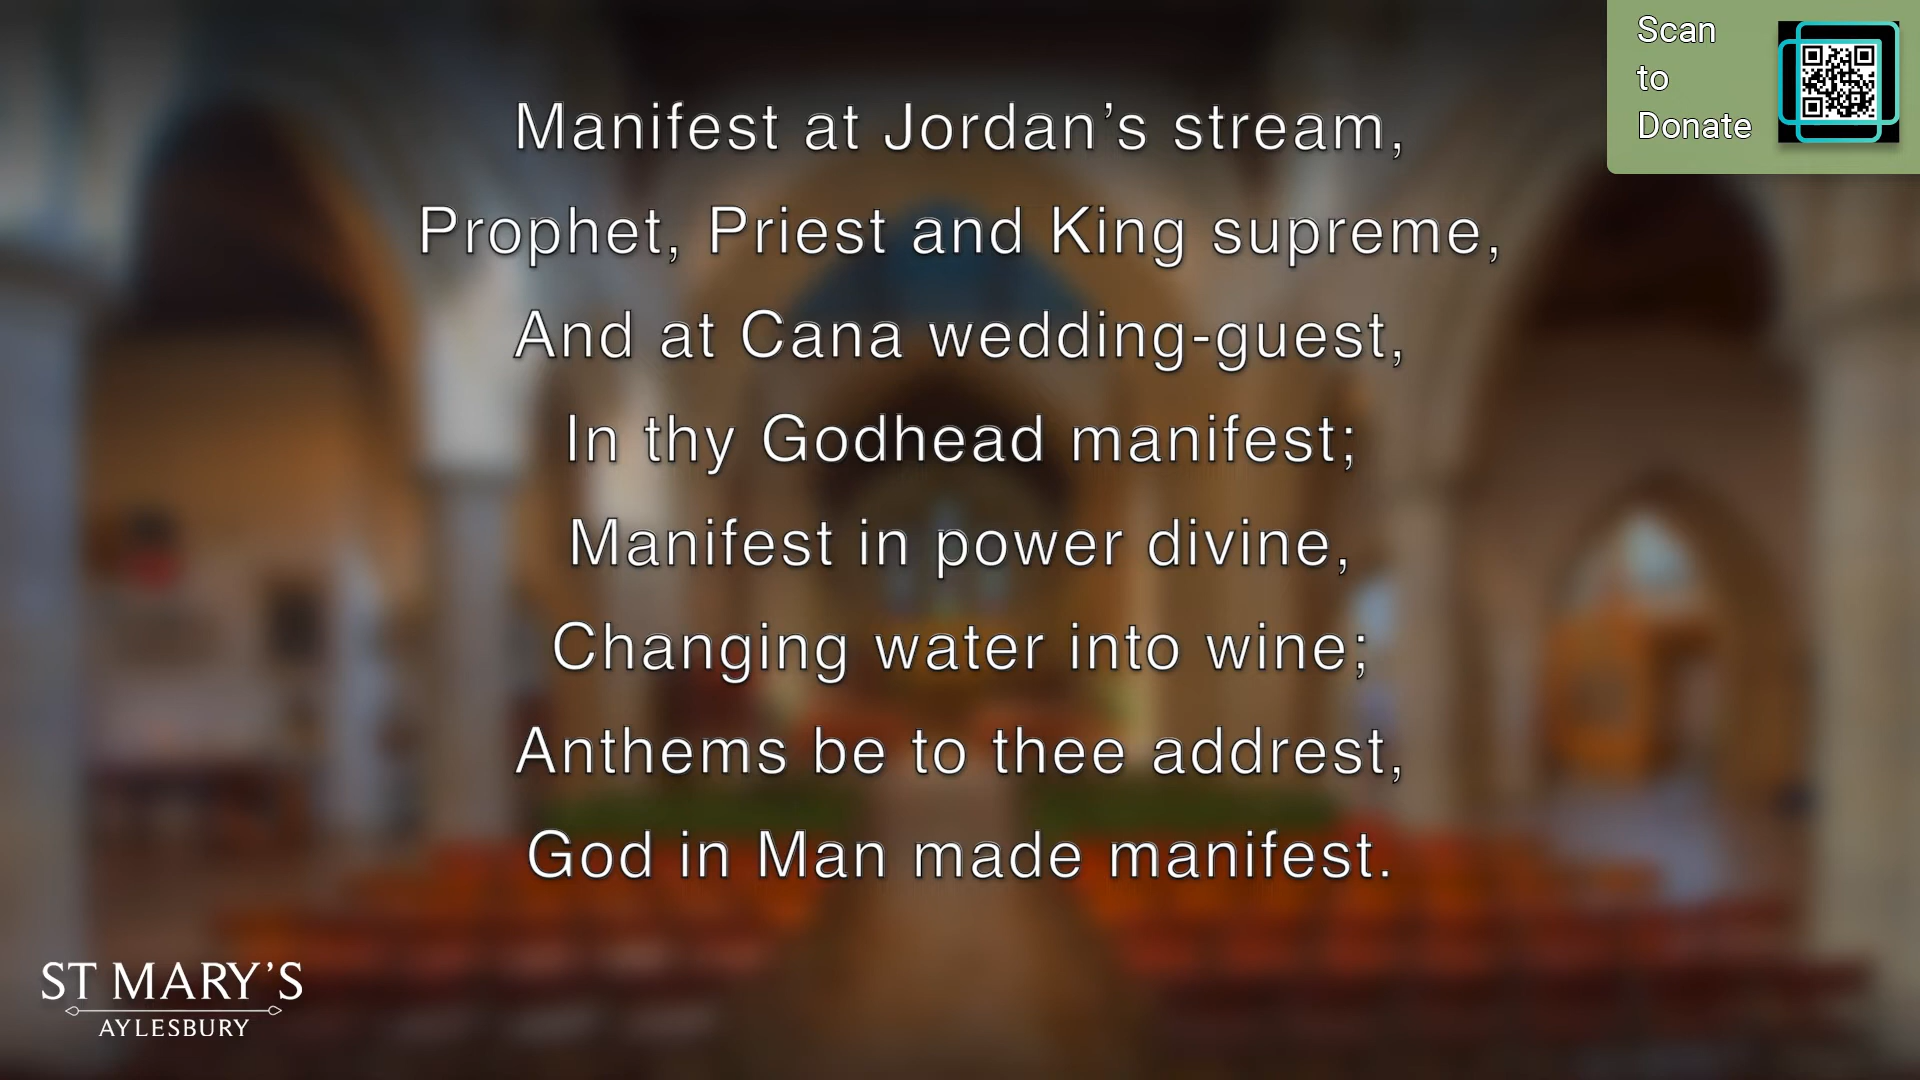 Manifest at Jordan’s stream,
Prophet, Priest and King supreme,
And at Cana wedding-guest,
In thy Godhead manifest;
Manifest in power divine,
Changing water into wine;
Anthems be to thee addrest,
God in Man made manifest.
Scan
to
Donate
ST MARY’S
AYLESBURY